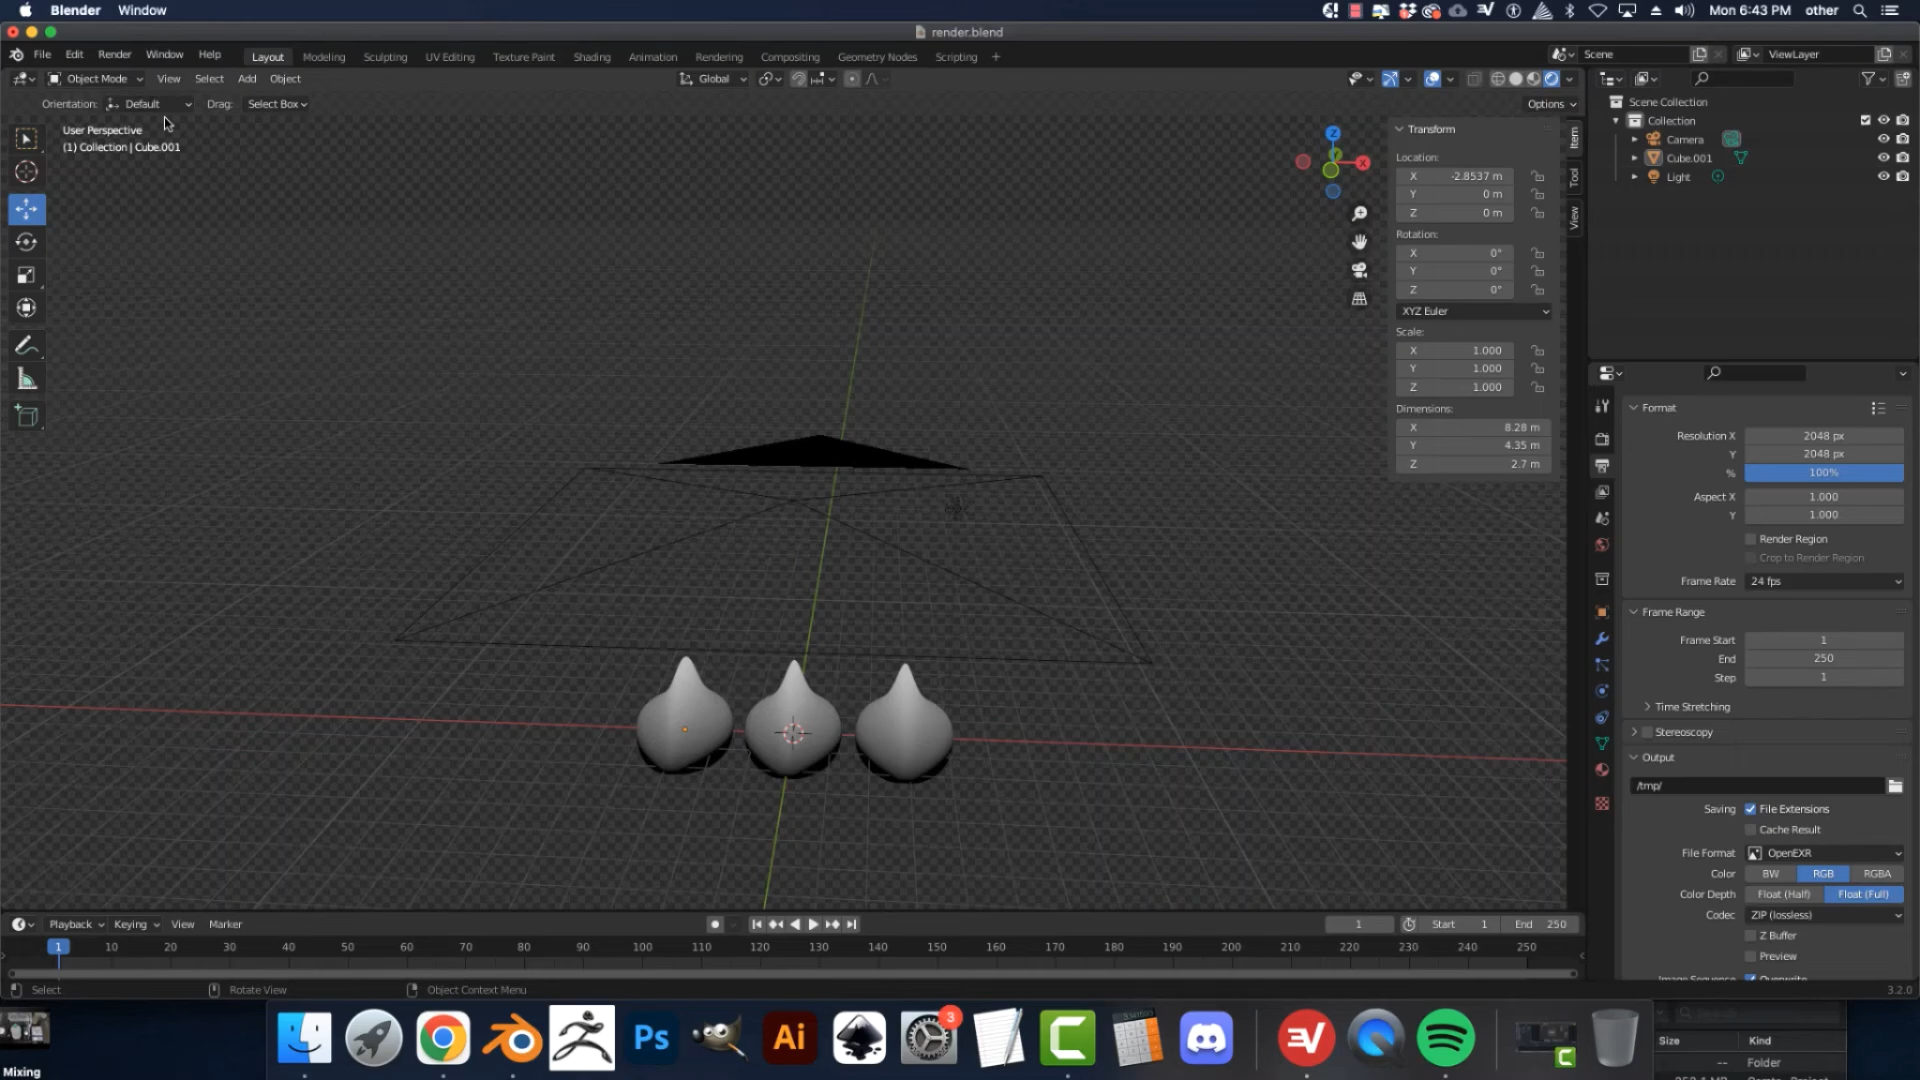 Blender Window
Mon 6:43 PM other
render.blend
File Edit Render Window Help
Layout Modeling Sculpting UV Editing Texture Paint Shading Animation Rendering Compositing Geometry Nodes Scripting +
Scene
ViewLayer
Object Mode View Select Add Object
Global
Orientation: Default Drag: Select Box
Options
User Perspective
(1) Collection | Cube.001
Z
X
Y
Item
Tool
View
Transform
Location:
X -2.8537 m
Y 0 m
Z 0 m
Rotation:
X 0°
Y 0°
Z 0°
XYZ Euler
Scale:
X 1.000
Y 1.000
Z 1.000
Dimensions:
X 8.28 m
Y 4.35 m
Z 2.7 m
Scene Collection
Collection
Camera
Cube.001
Light
Format
Resolution X 2048 px
Y 2048 px
% 100%
Aspect X 1.000
Y 1.000
Render Region
Crop to Render Region
Frame Rate 24 fps
Frame Range
Frame Start 1
End 250
Step 1
Time Stretching
Stereoscopy
Output
/tmp/
Saving File Extensions
Cache Result
File Format OpenEXR
Color BW RGB RGBA
Color Depth Float (Half) Float (Full)
Codec ZIP (lossless)
Z Buffer
Preview
Image Sequence Overwrite
Playback Keying View Marker
1 Start 1 End 250
1 10 20 30 40 50 60 70 80 90 100 110 120 130 140 150 160 170 180 190 200 210 220 230 240 250
Select Rotate View Object Context Menu
3.2.0
3
Ps
Ai
Size Kind
-- Folder
Mixing